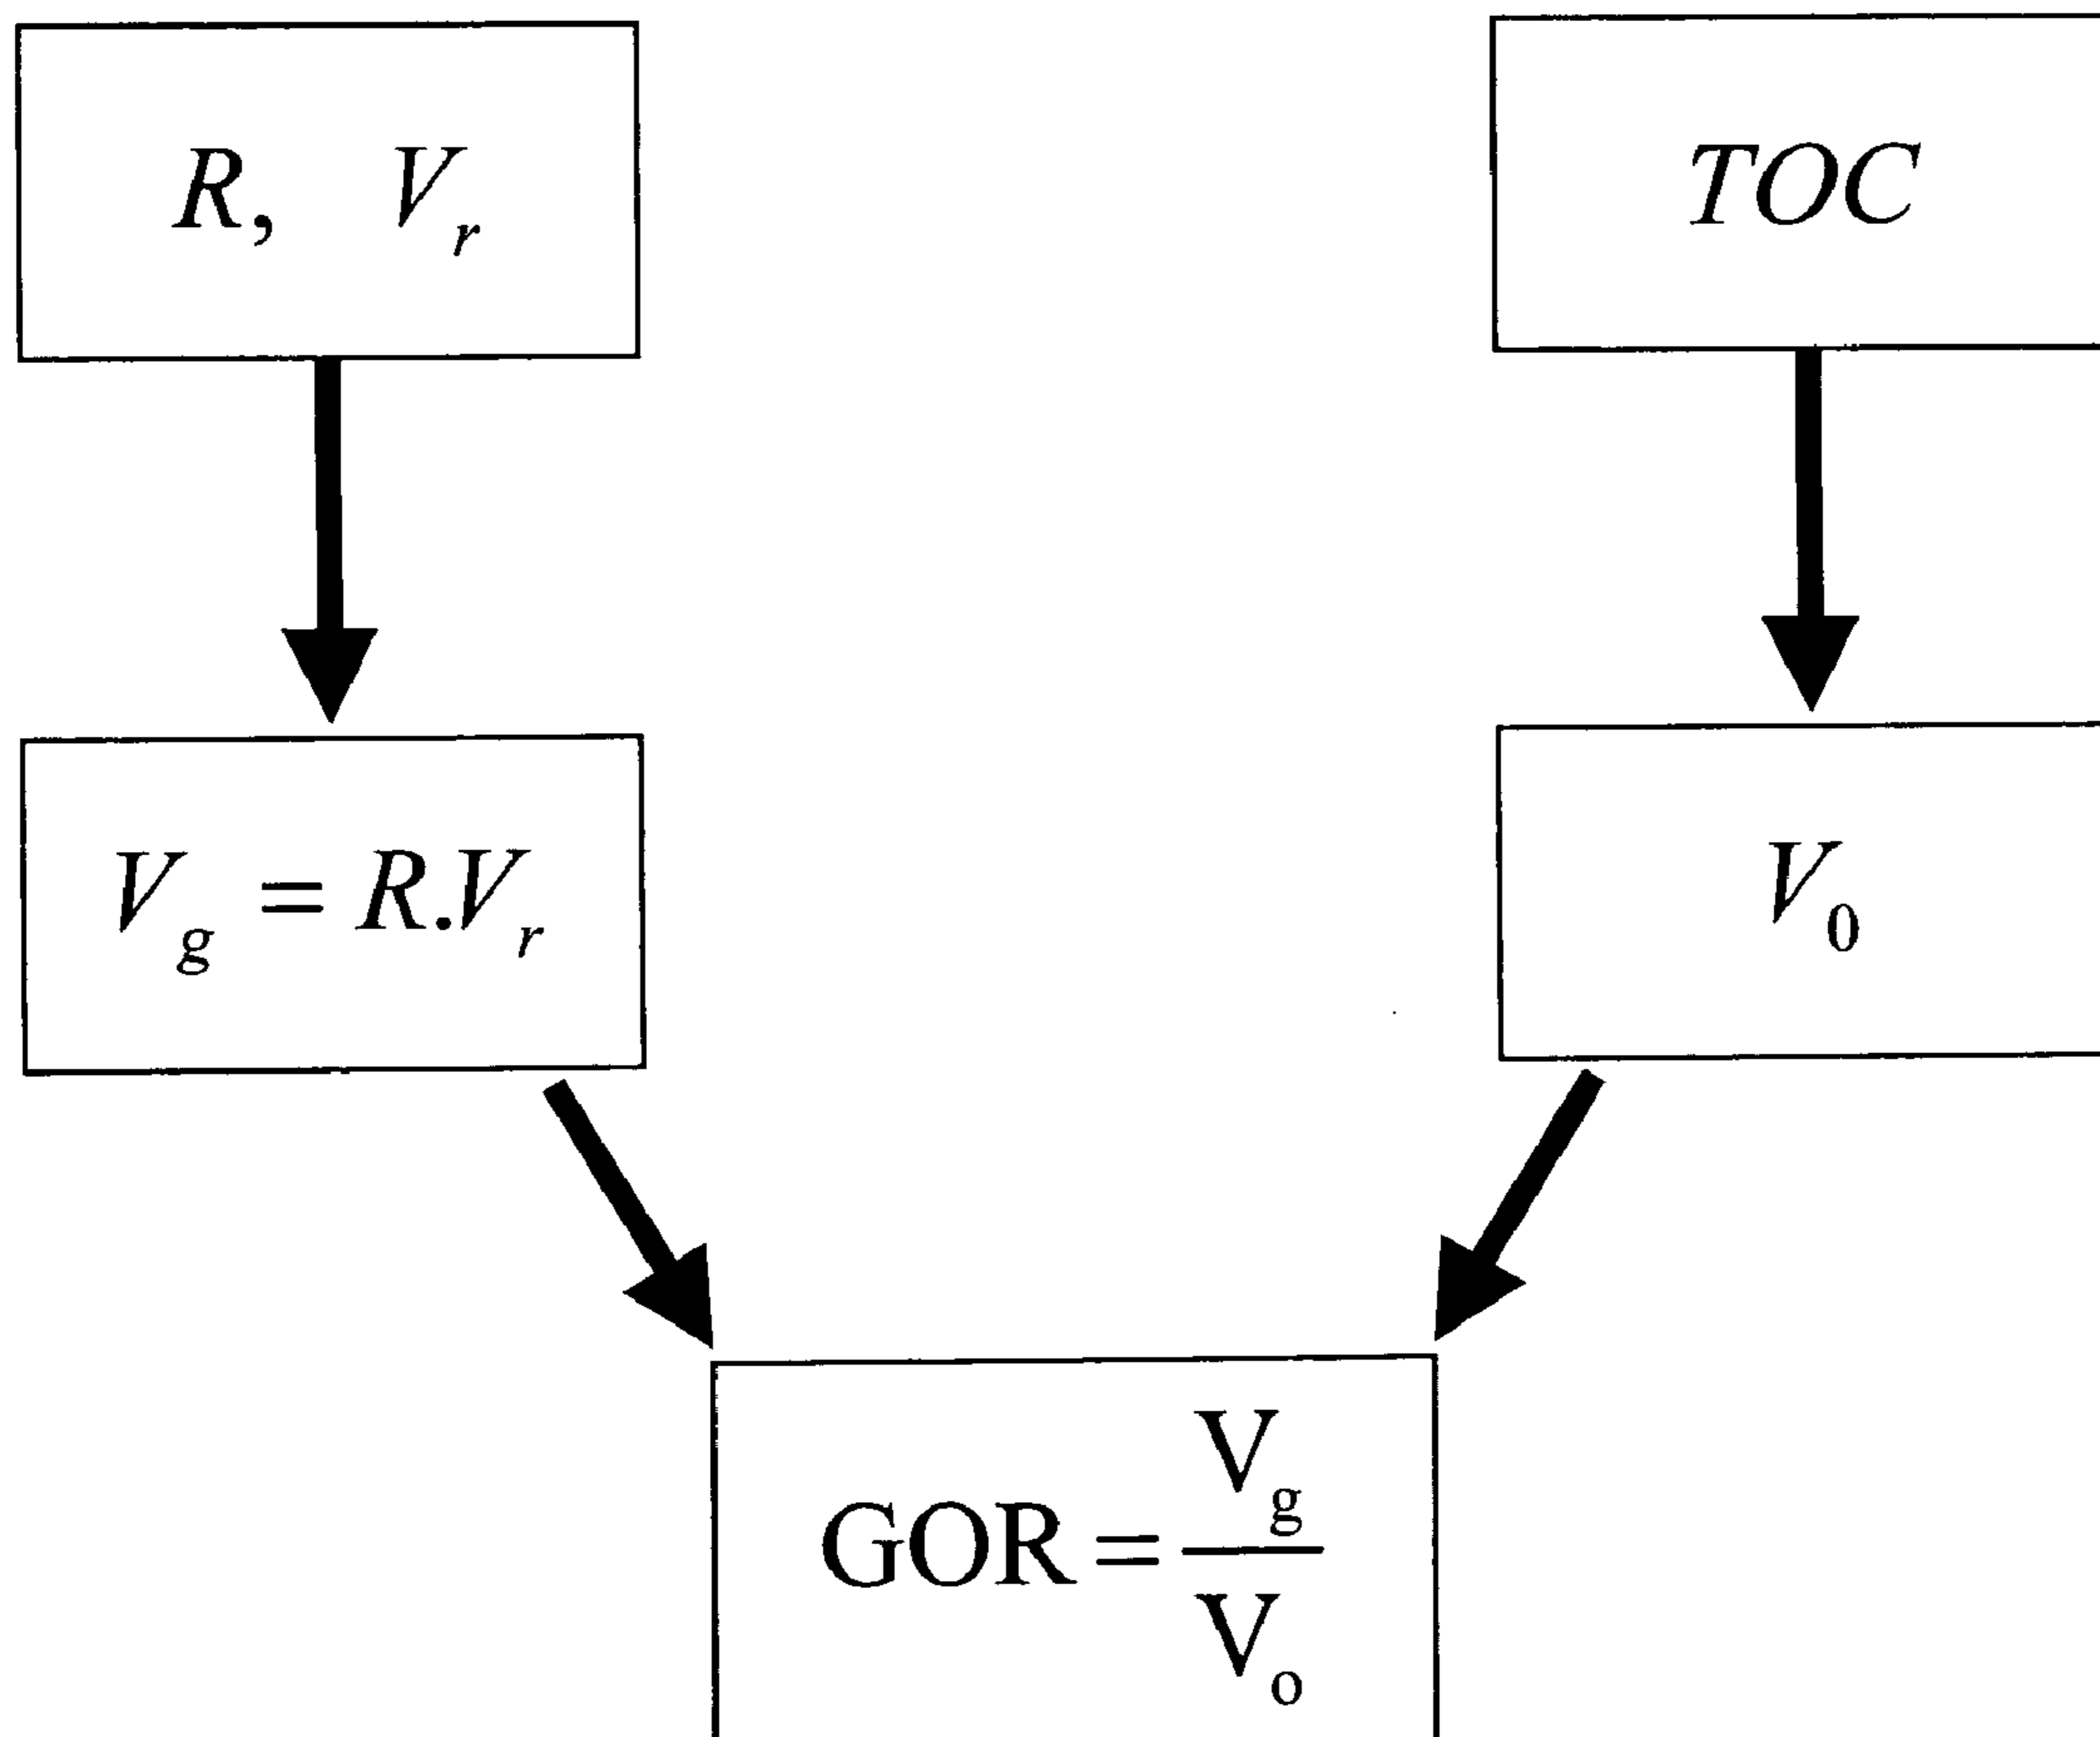 R, V_r
TOC
V_g = R.V_r
V_0
GOR = V_g / V_o